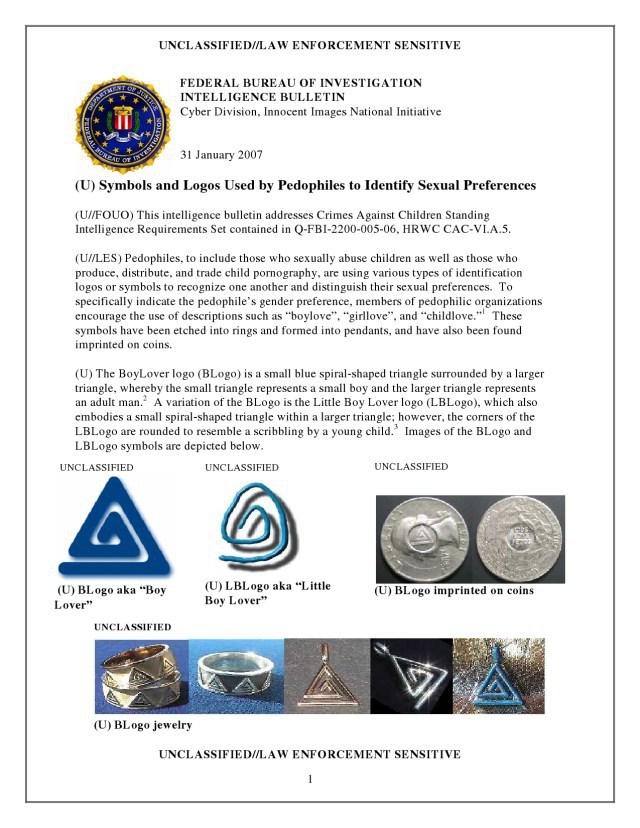 UNCLASSIFIED//LAW ENFORCEMENT SENSITIVE
FEDERAL BUREAU OF INVESTIGATION
INTELLIGENCE BULLETIN
Cyber Division, Innocent Images National Initiative
31 January 2007
(U) Symbols and Logos Used by Pedophiles to Identify Sexual Preferences
(U//FOUO) This intelligence bulletin addresses Crimes Against Children Standing
Intelligence Requirements Set contained in Q-FBI-2200-005-06, HRWC CAC-VI.A.5.
(U//LES) Pedophiles, to include those who sexually abuse children as well as those who
produce, distribute, and trade child pornography, are using various types of identification
logos or symbols to recognize one another and distinguish their sexual preferences. To
specifically indicate the pedophile's gender preference, members of pedophilic organizations
encourage the use of descriptions such as “boylove”, “girllove”, and “childlove.”1 These
symbols have been etched into rings and formed into pendants, and have also been found
imprinted on coins.
(U) The BoyLover logo (BLogo) is a small blue spiral-shaped triangle surrounded by a larger
triangle, whereby the small triangle represents a small boy and the larger triangle represents
an adult man.2 A variation of the BLogo is the Little Boy Lover logo (LBLogo), which also
embodies a small spiral-shaped triangle within a larger triangle; however, the corners of the
LBLogo are rounded to resemble a scribbling by a young child.3 Images of the BLogo and
LBLogo symbols are depicted below.
UNCLASSIFIED
UNCLASSIFIED
UNCLASSIFIED
(U) BLogo aka “Boy
Lover”
(U) LBLogo aka “Little
Boy Lover”
(U) BLogo imprinted on coins
UNCLASSIFIED
(U) BLogo jewelry
UNCLASSIFIED//LAW ENFORCEMENT SENSITIVE
1